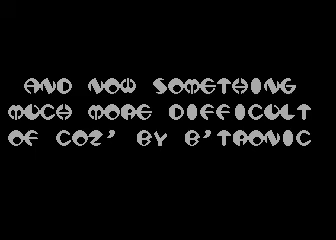 AND NOW SOMETHING
MUCH MORE DIFFICULT
OF COZ' BY B'TRONIC